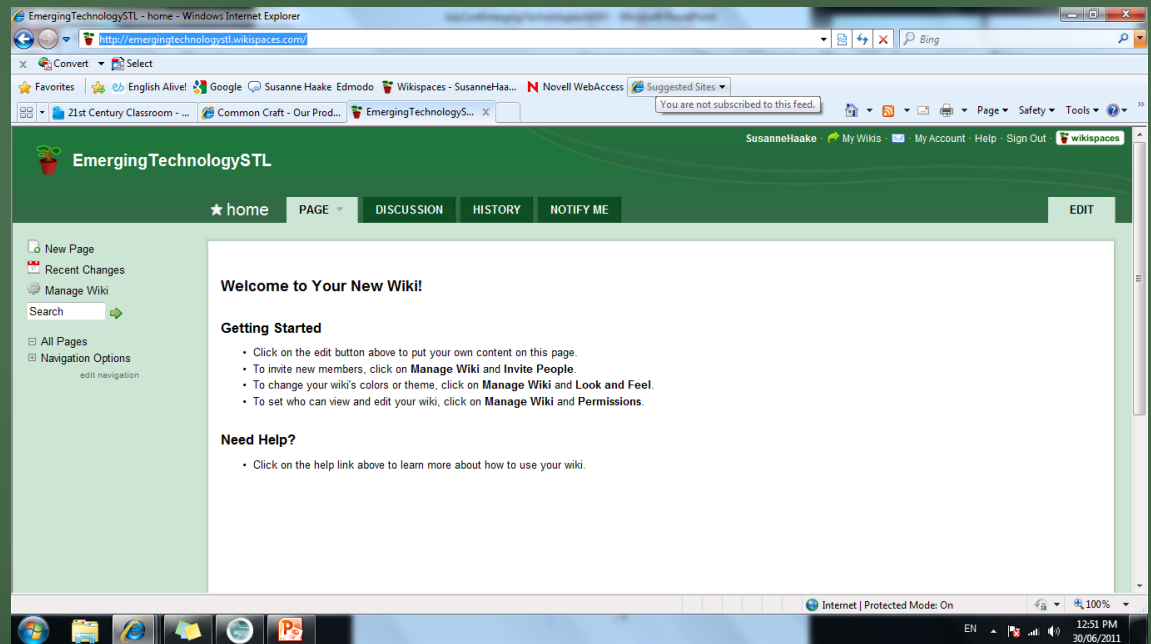 EmergingTechnologySTL - home - Windows Internet Explorer
http://emergingtechnologystl.wikispaces.com/
Bing
x Convert Select
Favorites English Alive! Google Susanne Haake Edmodo Wikispaces - SusanneHaa... Novell WebAccess Suggested Sites
You are not subscribed to this feed.
21st Century Classroom - ... Common Craft - Our Prod... EmergingTechnologyS... X
Page Safety Tools »
SusanneHaake · My Wikis · · My Account · Help · Sign Out · wikispaces
EmergingTechnologySTL
home PAGE DISCUSSION HISTORY NOTIFY ME EDIT
New Page
Recent Changes
Manage Wiki
Search
All Pages
Navigation Options
edit navigation
Welcome to Your New Wiki!
Getting Started
• Click on the edit button above to put your own content on this page.
• To invite new members, click on Manage Wiki and Invite People.
• To change your wiki's colors or theme, click on Manage Wiki and Look and Feel.
• To set who can view and edit your wiki, click on Manage Wiki and Permissions.
Need Help?
• Click on the help link above to learn more about how to use your wiki.
Internet | Protected Mode: On 100%
EN 12:51 PM
30/06/2011